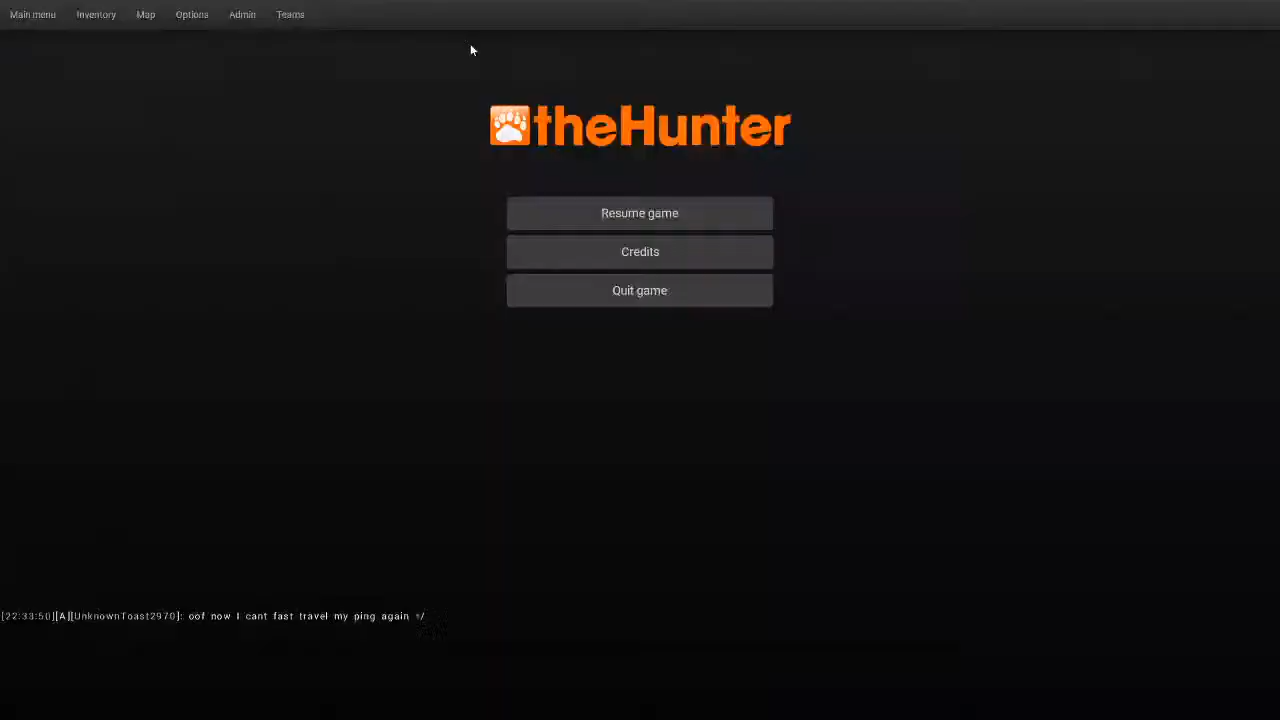 Main menu Inventory Map Options Admin Teams
theHunter
Resume game
Credits
Quit game
[22:33:50][A][UnknownToast2970]: oof now I cant fast travel my ping again :/